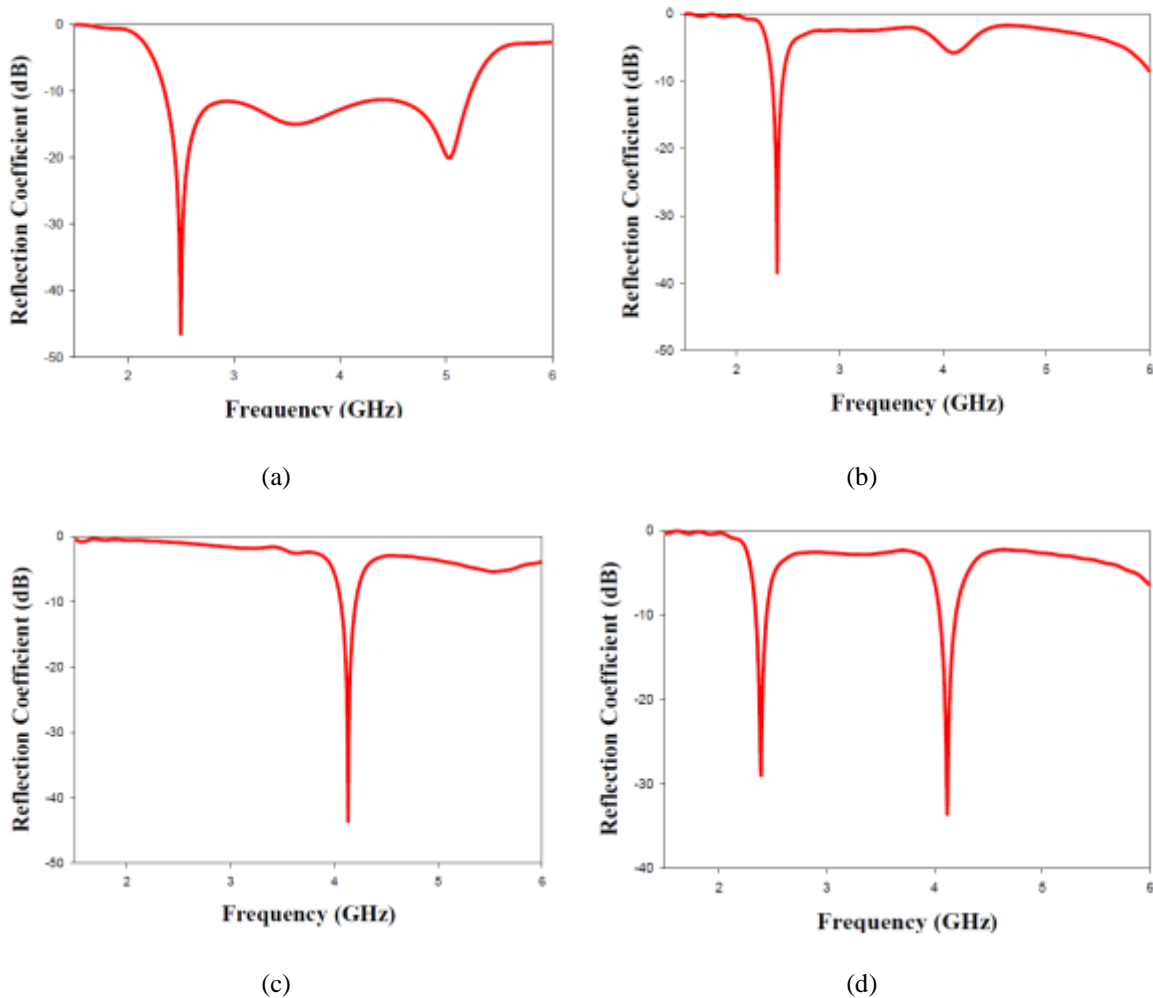 Reflection Coefficient (dB)
0
-10
-20
-30
-40
-50
2 3 4 5 6
Frequency (GHz)
(a)
Reflection Coefficient (dB)
0
-10
-20
-30
-40
-50
2 3 4 5 6
Frequency (GHz)
(b)
Reflection Coefficient (dB)
0
-10
-20
-30
-40
-50
2 3 4 5 6
Frequency (GHz)
(c)
Reflection Coefficient (dB)
0
-10
-20
-30
-40
2 3 4 5 6
Frequency (GHz)
(d)